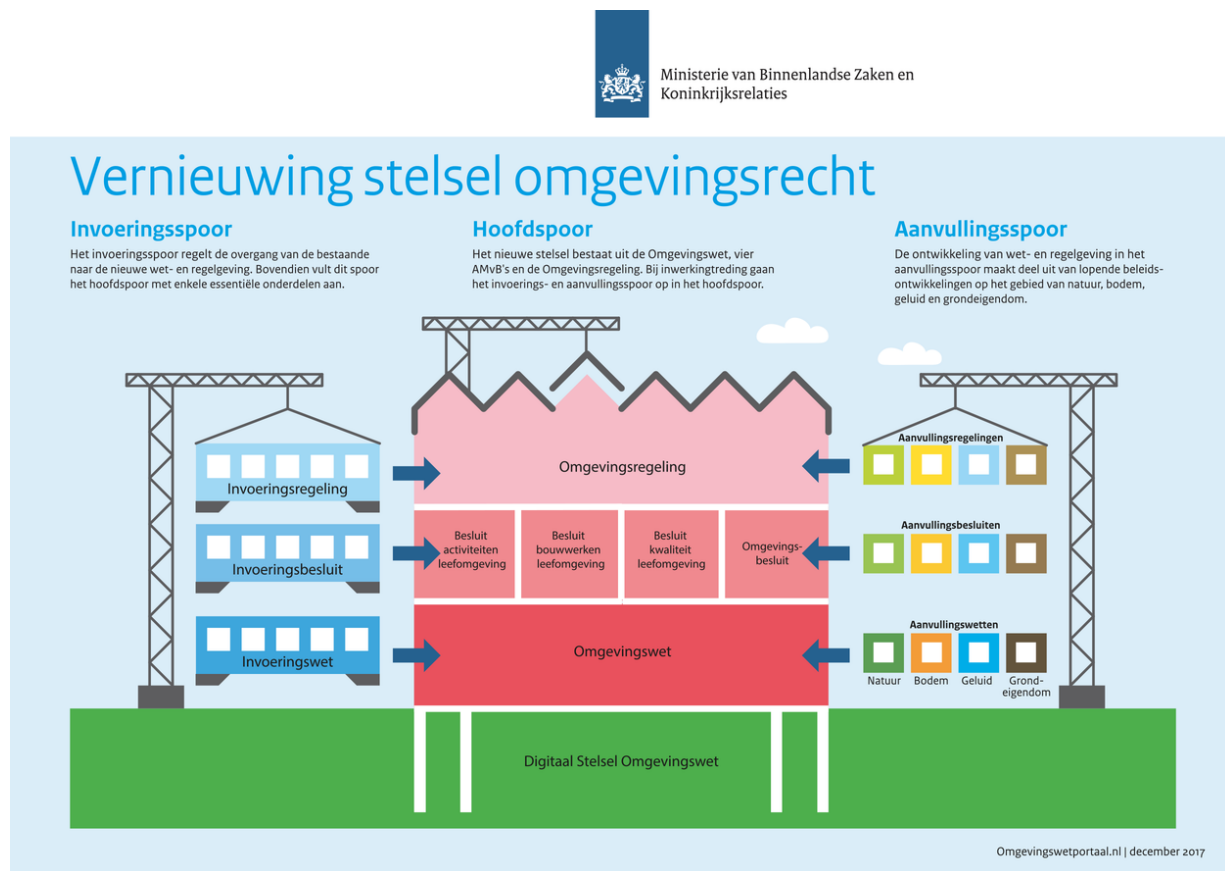 Ministerie van Binnenlandse Zaken en
Koninkrijksrelaties
Vernieuwing stelsel omgevingsrecht
Invoeringsspoor
Het invoeringsspoor regelt de overgang van de bestaande
naar de nieuwe wet- en regelgeving. Bovendien vult dit spoor
het hoofdspoor met enkele essentiële onderdelen aan.
Hoofdspoor
Het nieuwe stelsel bestaat uit de Omgevingswet, vier
AMvB's en de Omgevingsregeling. Bij inwerkingtreding gaan
het invoerings- en aanvullingsspoor op in het hoofdspoor.
Aanvullingsspoor
De ontwikkeling van wet- en regelgeving in het
aanvullingsspoor maakt deel uit van lopende beleids-
ontwikkelingen op het gebied van natuur, bodem,
geluid en grondeigendom.
Invoeringsregeling
Omgevingsregeling
Aanvullingsregelingen
Invoeringsbesluit
Besluit
activiteiten
leefomgeving
Besluit
bouwwerken
leefomgeving
Besluit
kwaliteit
leefomgeving
Omgevings-
besluit
Aanvullingsbesluiten
Invoeringswet
Omgevingswet
Aanvullingswetten
Natuur
Bodem
Geluid
Grond-
eigendom
Digitaal Stelsel Omgevingswet
Omgevingswetportaal.nl | december 2017